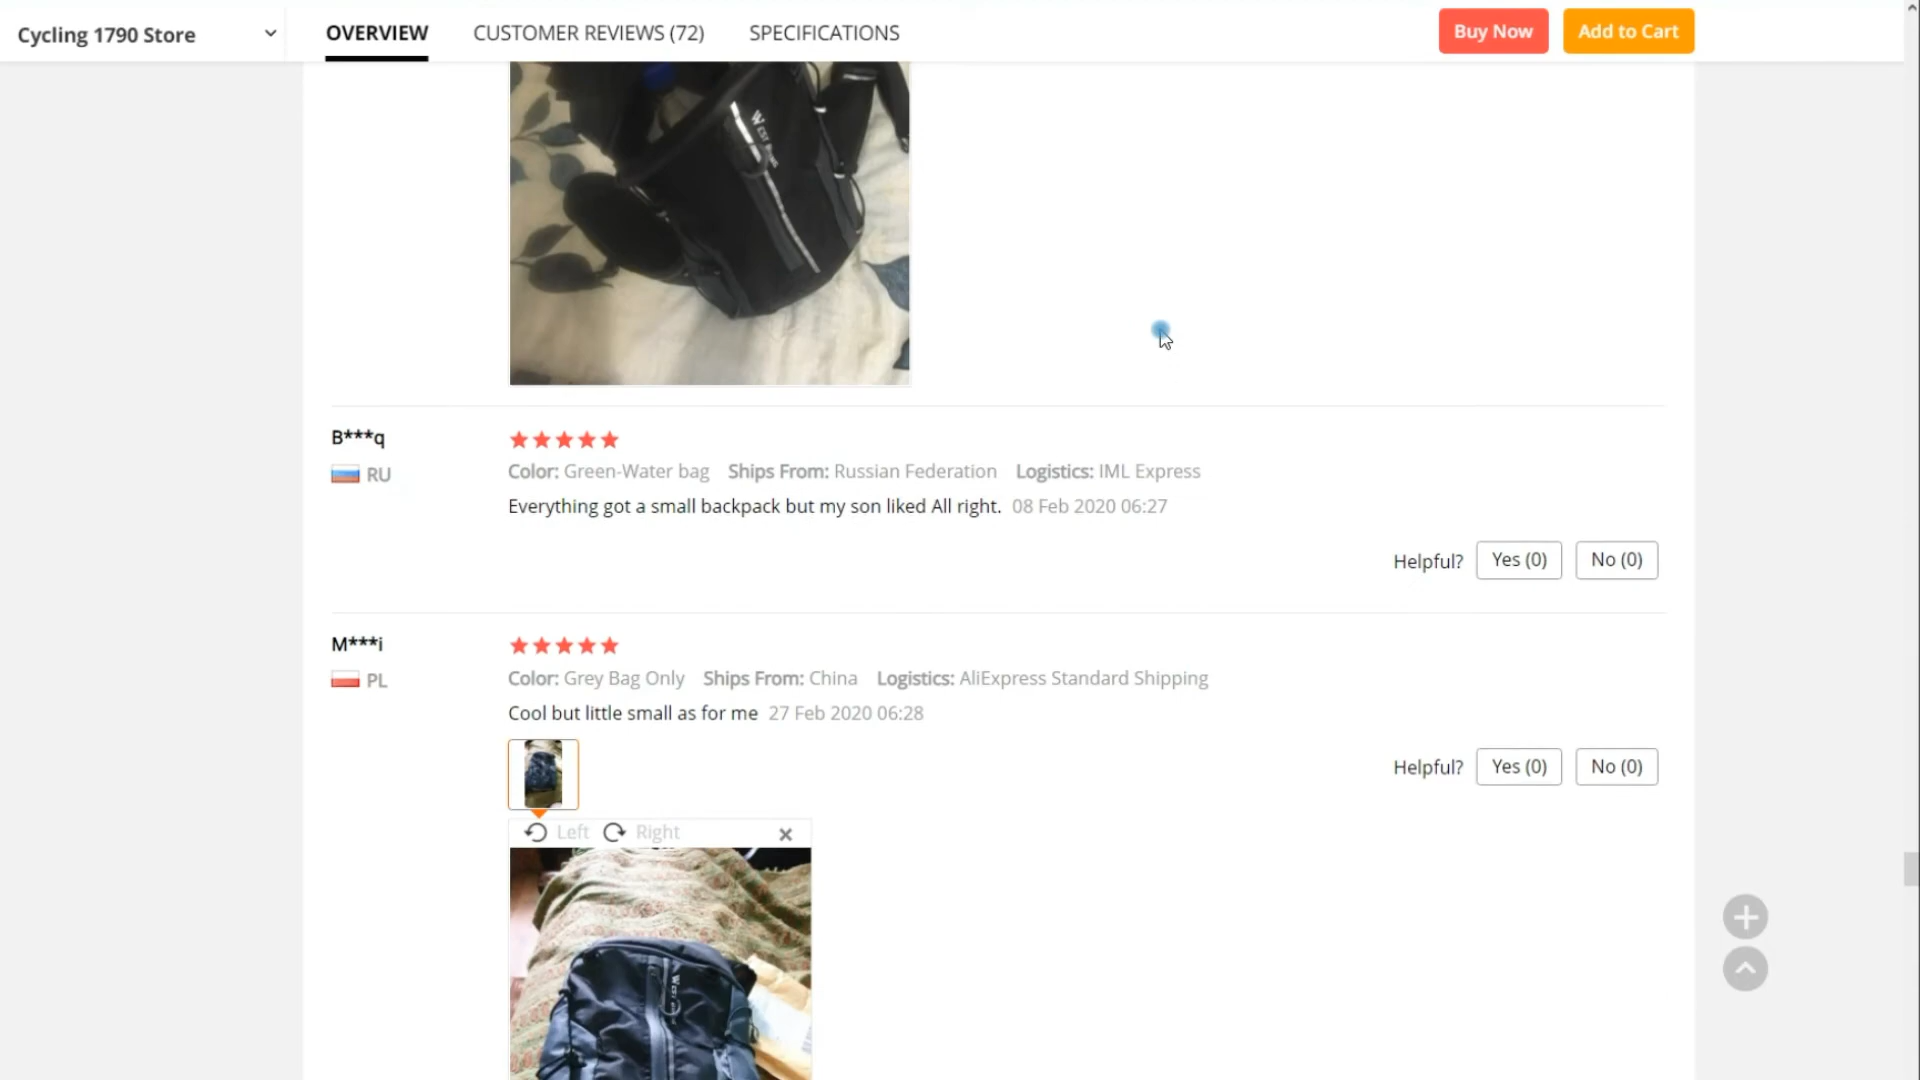 Cycling 1790 Store
OVERVIEW
CUSTOMER REVIEWS (72)
SPECIFICATIONS
Buy Now
Add to Cart
B***q
RU
Color: Green-Water bag Ships From: Russian Federation Logistics: IML Express
Everything got a small backpack but my son liked All right. 08 Feb 2020 06:27
Helpful? Yes (0) No (0)
M***i
PL
Color: Grey Bag Only Ships From: China Logistics: AliExpress Standard Shipping
Cool but little small as for me 27 Feb 2020 06:28
Helpful? Yes (0) No (0)
Left Right